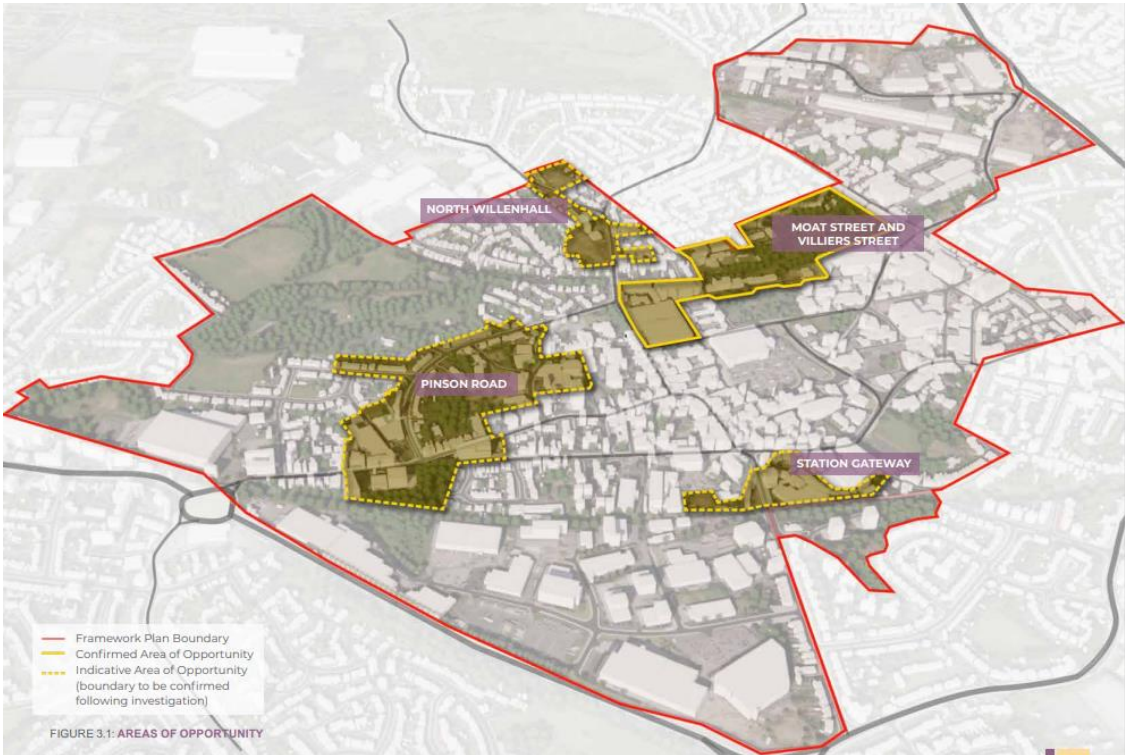 NORTH WILLENHALL
MOAT STREET AND
VILLIERS STREET
PINSON ROAD
STATION GATEWAY
Framework Plan Boundary
Confirmed Area of Opportunity
Indicative Area of Opportunity
(boundary to be confirmed
following investigation)
FIGURE 3.1: AREAS OF OPPORTUNITY